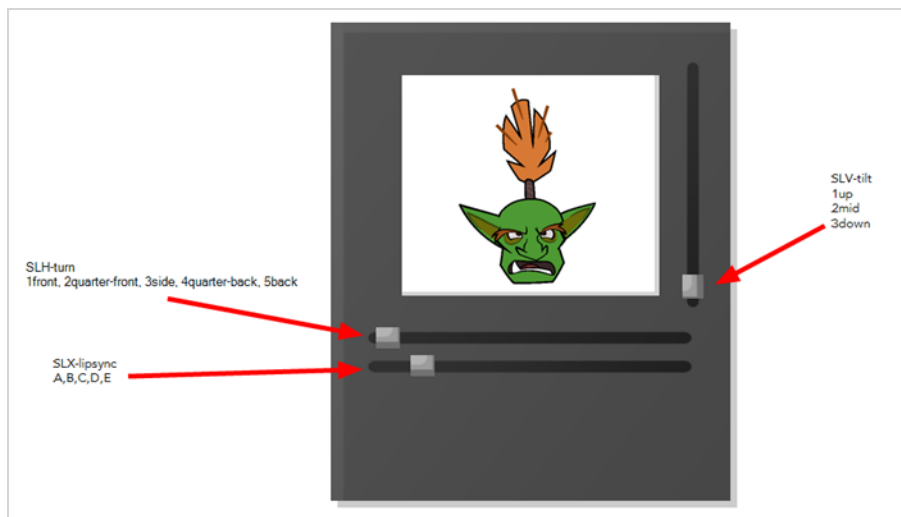 SLV-tilt
1up
2mid
3down
SLH-turn
1front, 2quarter-front, 3side, 4quarter-back, 5back
SLX-lipsync
A,B,C,D,E